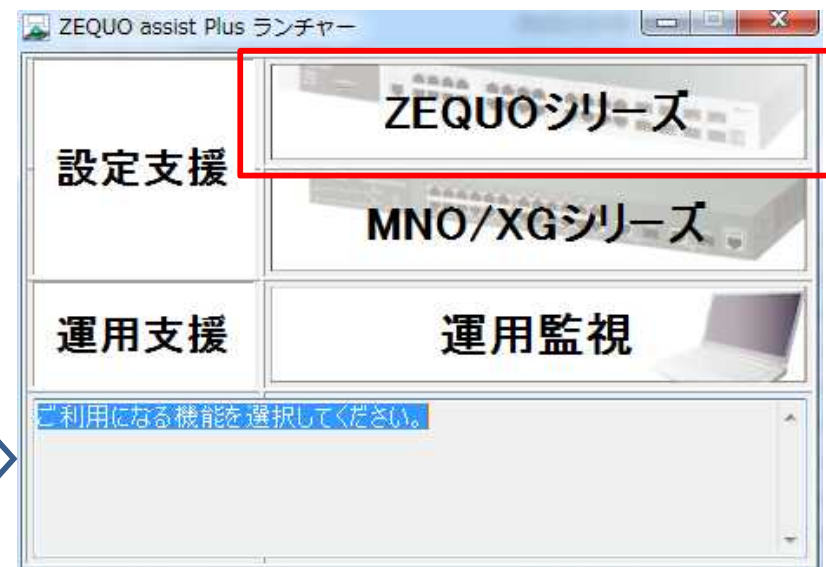 ZEQUO assist Plus ランチャー
設定支援
ZEQUOシリーズ
MNO/XGシリーズ
運用支援
運用監視
ご利用になる機能を選択してください。